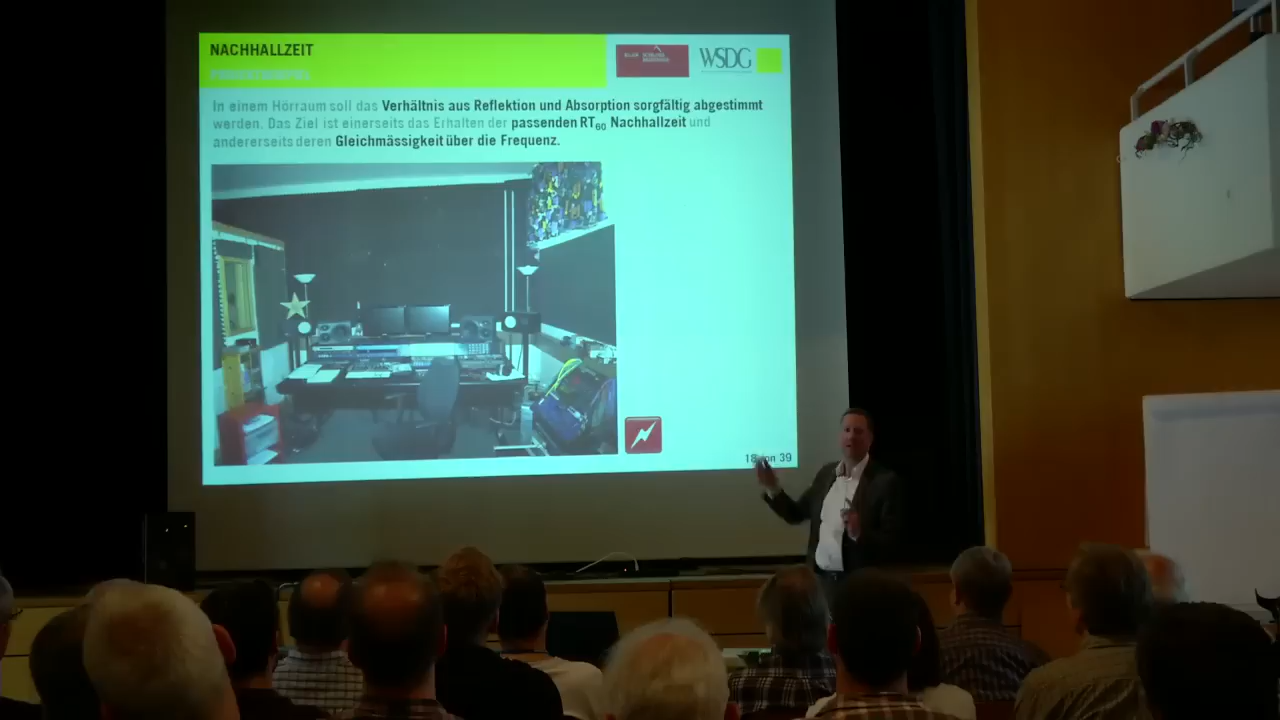 NACHHALLZEIT
WSDG
In einem Hörraum soll das Verhältnis aus Reflektion und Absorption sorgfältig abgestimmt
werden. Das Ziel ist einerseits das Erhalten der passenden RT60 Nachhallzeit und
andererseits deren Gleichmässigkeit über die Frequenz.
18 von 39